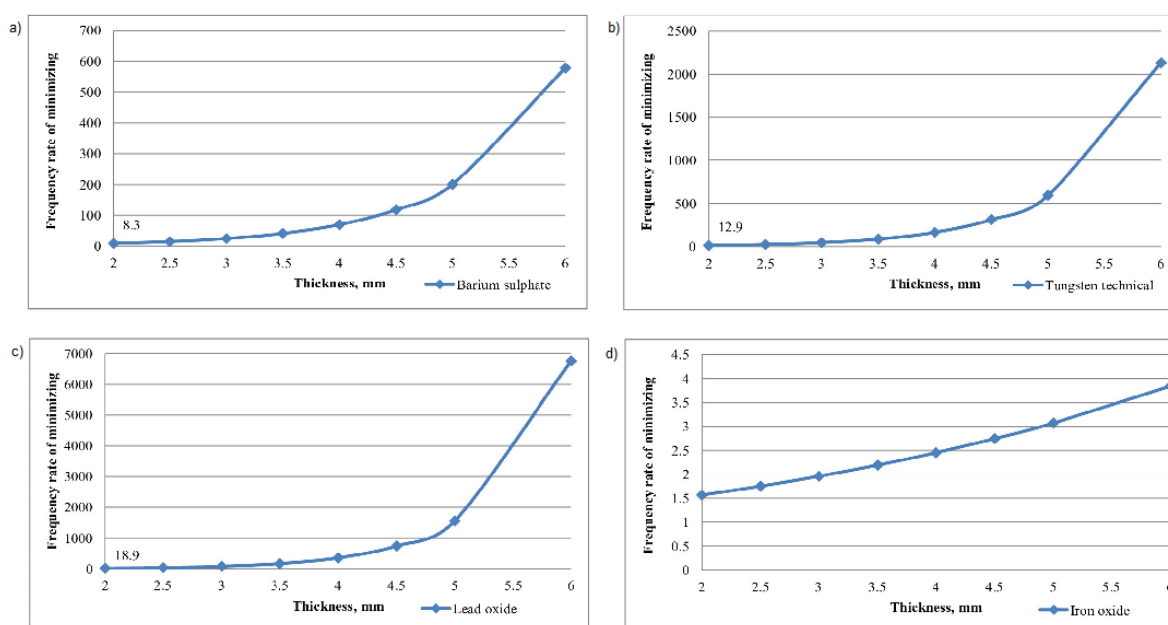 a)
Frequency rate of minimizing
700
600
500
400
300
200
100
0
8.3
2 2.5 3 3.5 4 4.5 5 5.5 6
Thickness, mm
Barium sulphate
b)
Frequency rate of minimizing
2500
2000
1500
1000
500
0
12.9
2 2.5 3 3.5 4 4.5 5 5.5 6
Thickness, mm
Tungsten technical
c)
Frequency rate of minimizing
7000
6000
5000
4000
3000
2000
1000
0
18.9
2 2.5 3 3.5 4 4.5 5 5.5 6
Thickness, mm
Lead oxide
d)
Frequency rate of minimizing
4.5
4
3.5
3
2.5
2
1.5
1
0.5
0
2 2.5 3 3.5 4 4.5 5 5.5 6
Thickness, mm
Iron oxide